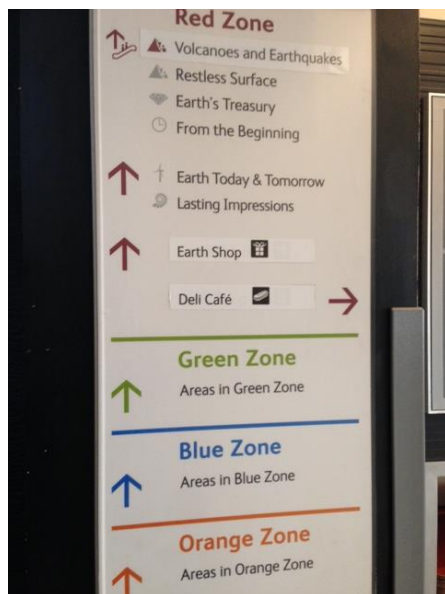 Red Zone
Volcanoes and Earthquakes
Restless Surface
Earth's Treasury
From the Beginning
Earth Today & Tomorrow
Lasting Impressions
Earth Shop
Deli Café
Green Zone
Areas in Green Zone
Blue Zone
Areas in Blue Zone
Orange Zone
Areas in Orange Zone